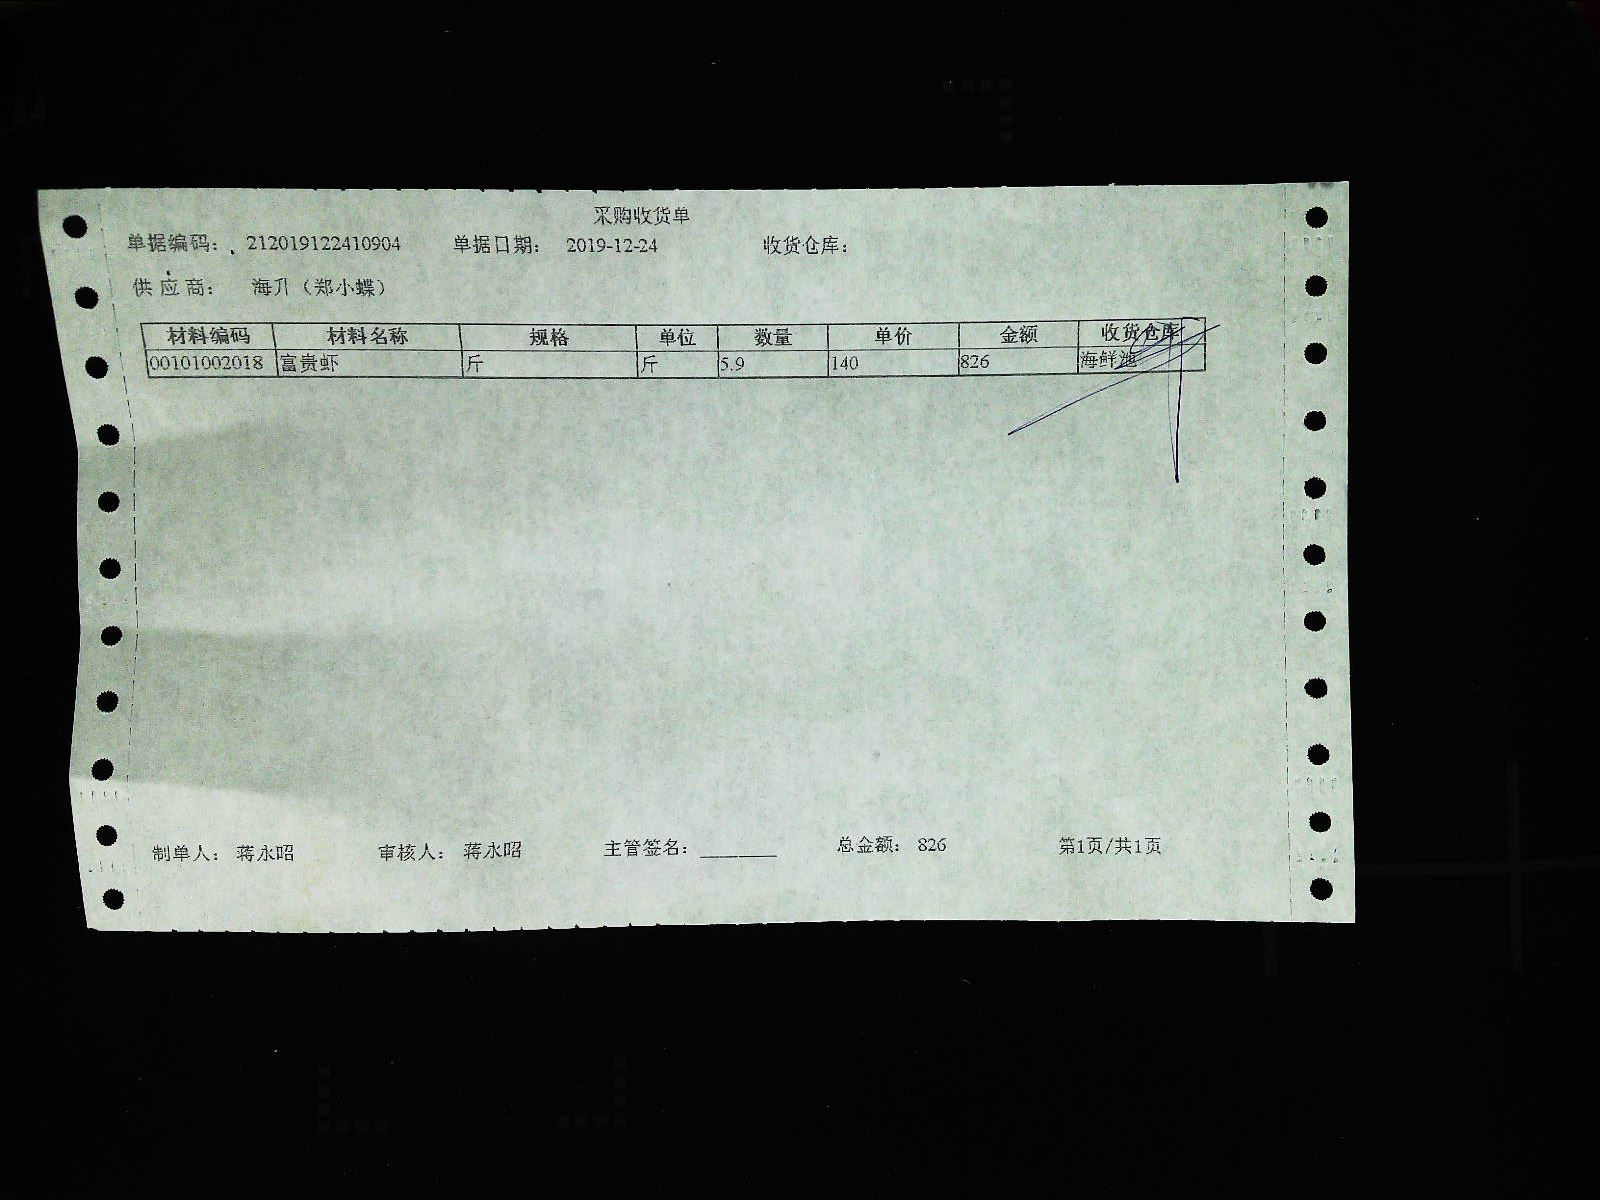 采购收货单
单据编码： 212019122410904 单据日期： 2019-12-24 收货仓库：
供应商： 海升（郑小蝶）
材料编码 材料名称 规格 单位 数量 单价 金额 收货仓库
00101002018 富贵虾 斤 斤 5.9 140 826 海鲜池
制单人： 蒋永昭 审核人： 蒋永昭 主管签名：________ 总金额： 826 第1页/共1页